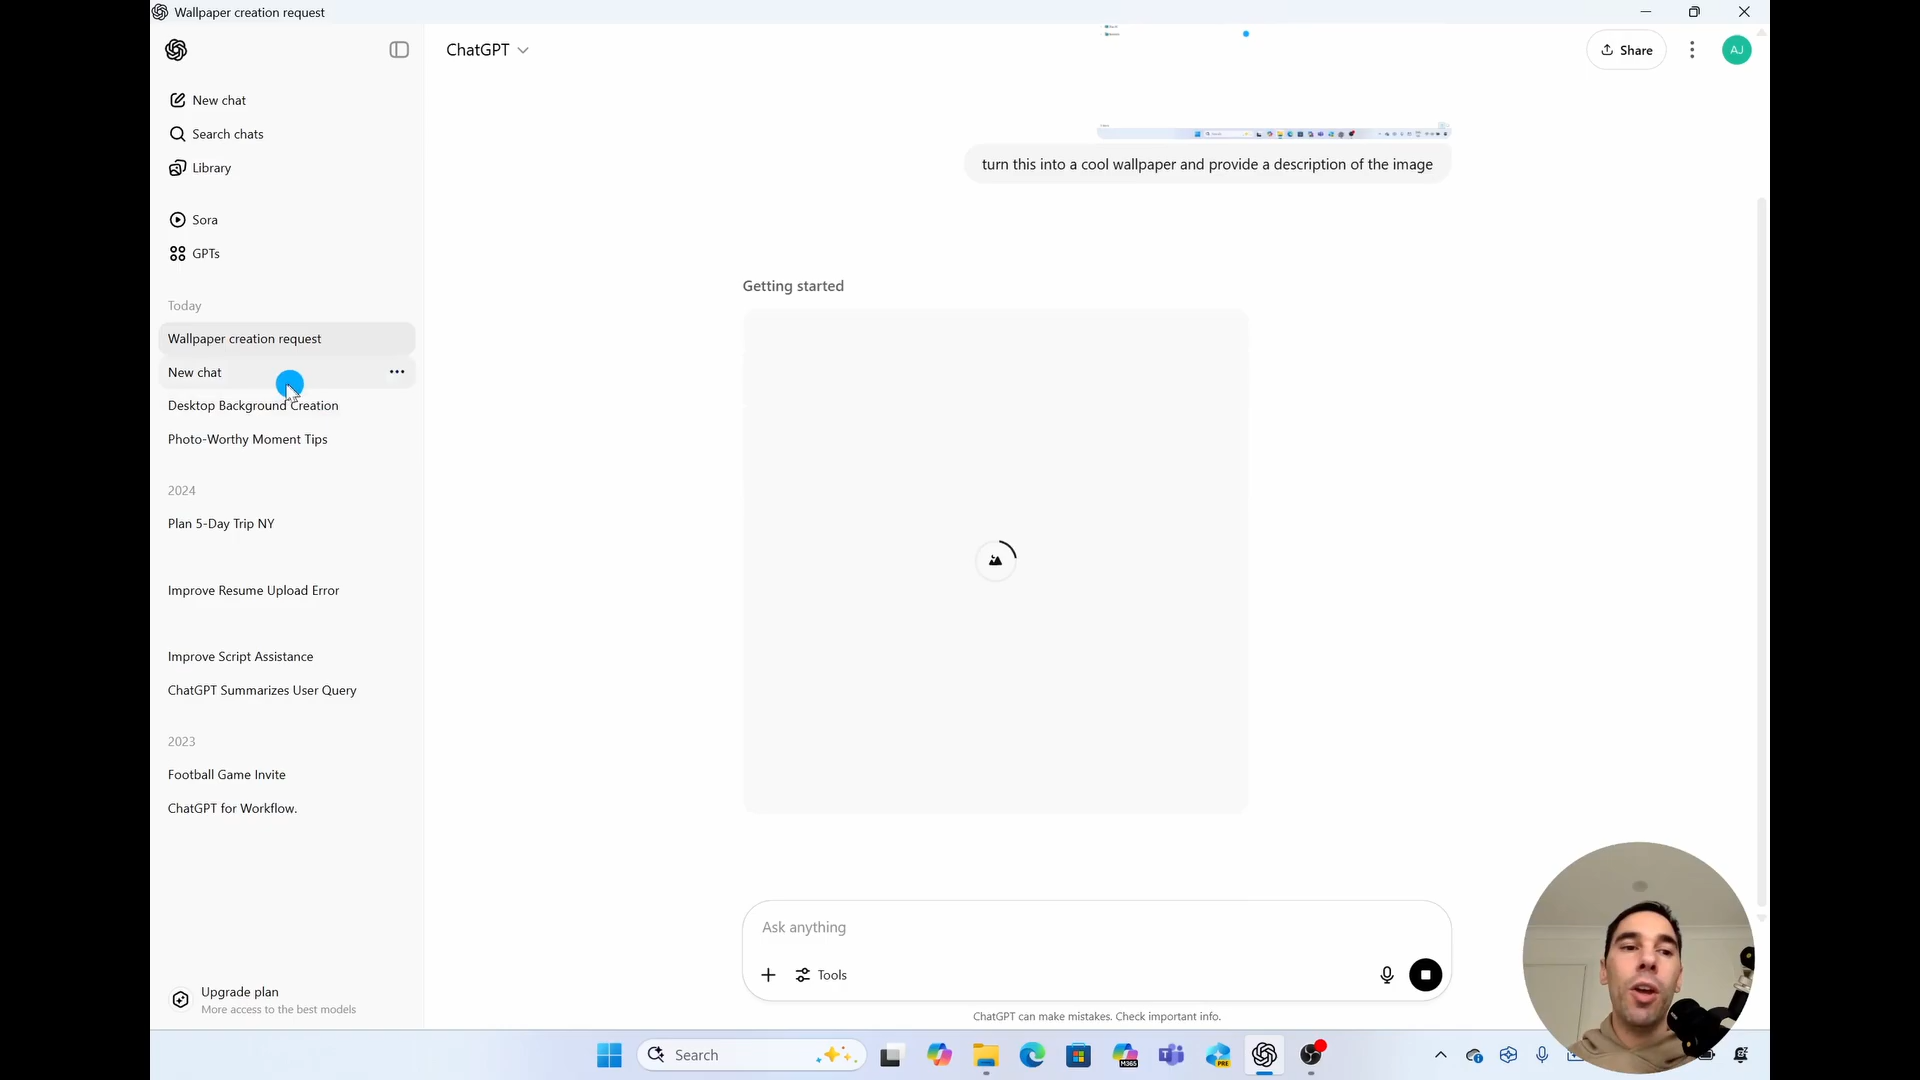 Wallpaper creation request
ChatGPT
Share
AJ
New chat
Search chats
Library
Sora
GPTs
Today
Wallpaper creation request
New chat
Desktop Background Creation
Photo-Worthy Moment Tips
2024
Plan 5-Day Trip NY
Improve Resume Upload Error
Improve Script Assistance
ChatGPT Summarizes User Query
2023
Football Game Invite
ChatGPT for Workflow.
Upgrade plan
More access to the best models
turn this into a cool wallpaper and provide a description of the image
Getting started
Ask anything
Tools
ChatGPT can make mistakes. Check important info.
Search
M365
PRE